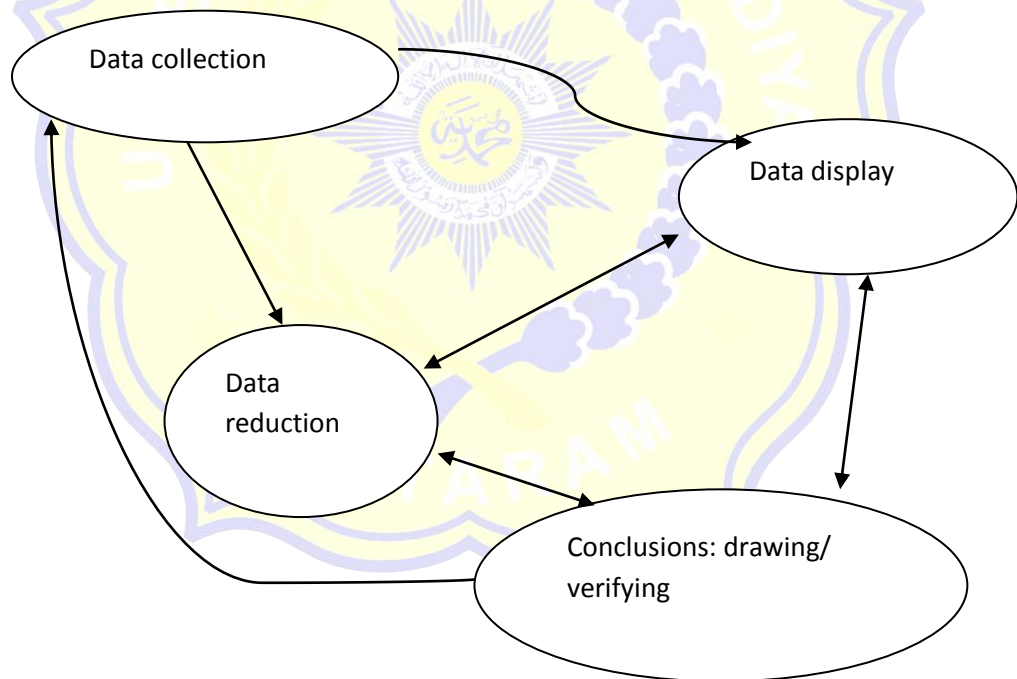 Data collection
Data display
Data
reduction
Conclusions: drawing/
verifying